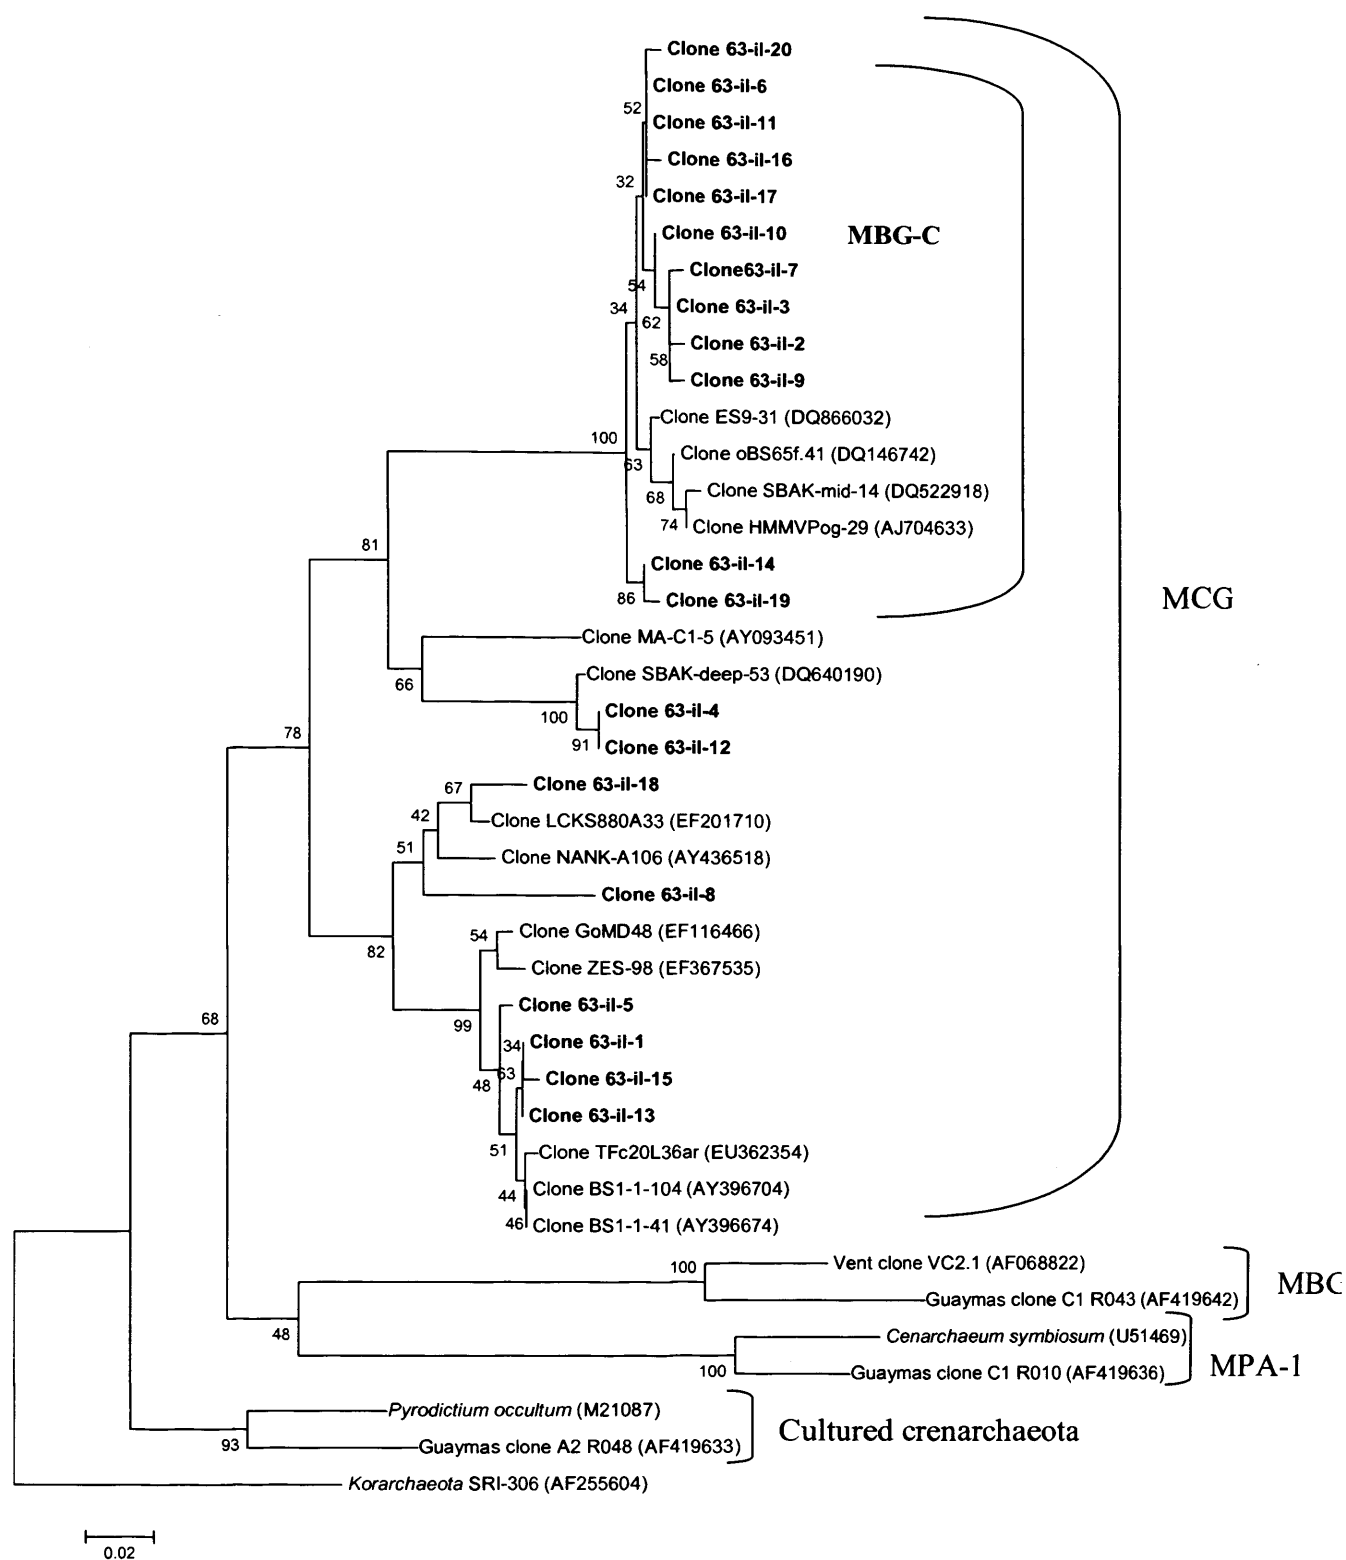 Clone 63-il-20
Clone 63-il-6
52
Clone 63-il-11
Clone 63-il-16
32
Clone 63-il-17
Clone 63-il-10
MBG-C
Clone63-il-7
54
Clone 63-il-3
34
62
Clone 63-il-2
58
Clone 63-il-9
Clone ES9-31 (DQ866032)
100
Clone oBS65f.41 (DQ146742)
63
Clone SBAK-mid-14 (DQ522918)
68
74
Clone HMMVPog-29 (AJ704633)
81
Clone 63-il-14
86
Clone 63-il-19
MCG
Clone MA-C1-5 (AY093451)
66
Clone SBAK-deep-53 (DQ640190)
Clone 63-il-4
100
91
Clone 63-il-12
78
Clone 63-il-18
67
42
Clone LCKS880A33 (EF201710)
51
Clone NANK-A106 (AY436518)
Clone 63-il-8
82
54
Clone GoMD48 (EF116466)
Clone ZES-98 (EF367535)
Clone 63-il-5
68
99
34
Clone 63-il-1
63
48
Clone 63-il-15
Clone 63-il-13
51
Clone TFc20L36ar (EU362354)
44
Clone BS1-1-104 (AY396704)
46
Clone BS1-1-41 (AY396674)
100
Vent clone VC2.1 (AF068822)
MBG
Guaymas clone C1 R043 (AF419642)
48
Cenarchaeum symbiosum (U51469)
MPA-1
100
Guaymas clone C1 R010 (AF419636)
Pyrodictium occultum (M21087)
Cultured crenarchaeota
93
Guaymas clone A2 R048 (AF419633)
Korarchaeota SRI-306 (AF255604)
0.02